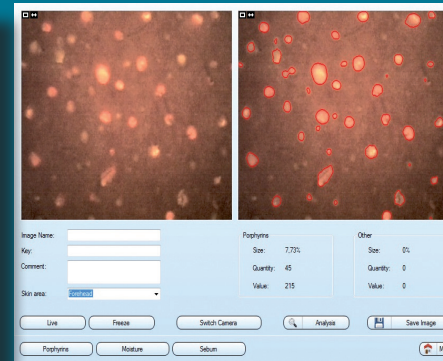 Image Name:
Key:
Comment:
Skin area:
Forehead
Porphyrins
Size: 7,73%
Quantity: 45
Value: 215
Other
Size: 0%
Quantity: 0
Value: 0
Live
Freeze
Switch Camera
Analysis
Save Image
Porphyrins
Moisture
Sebum